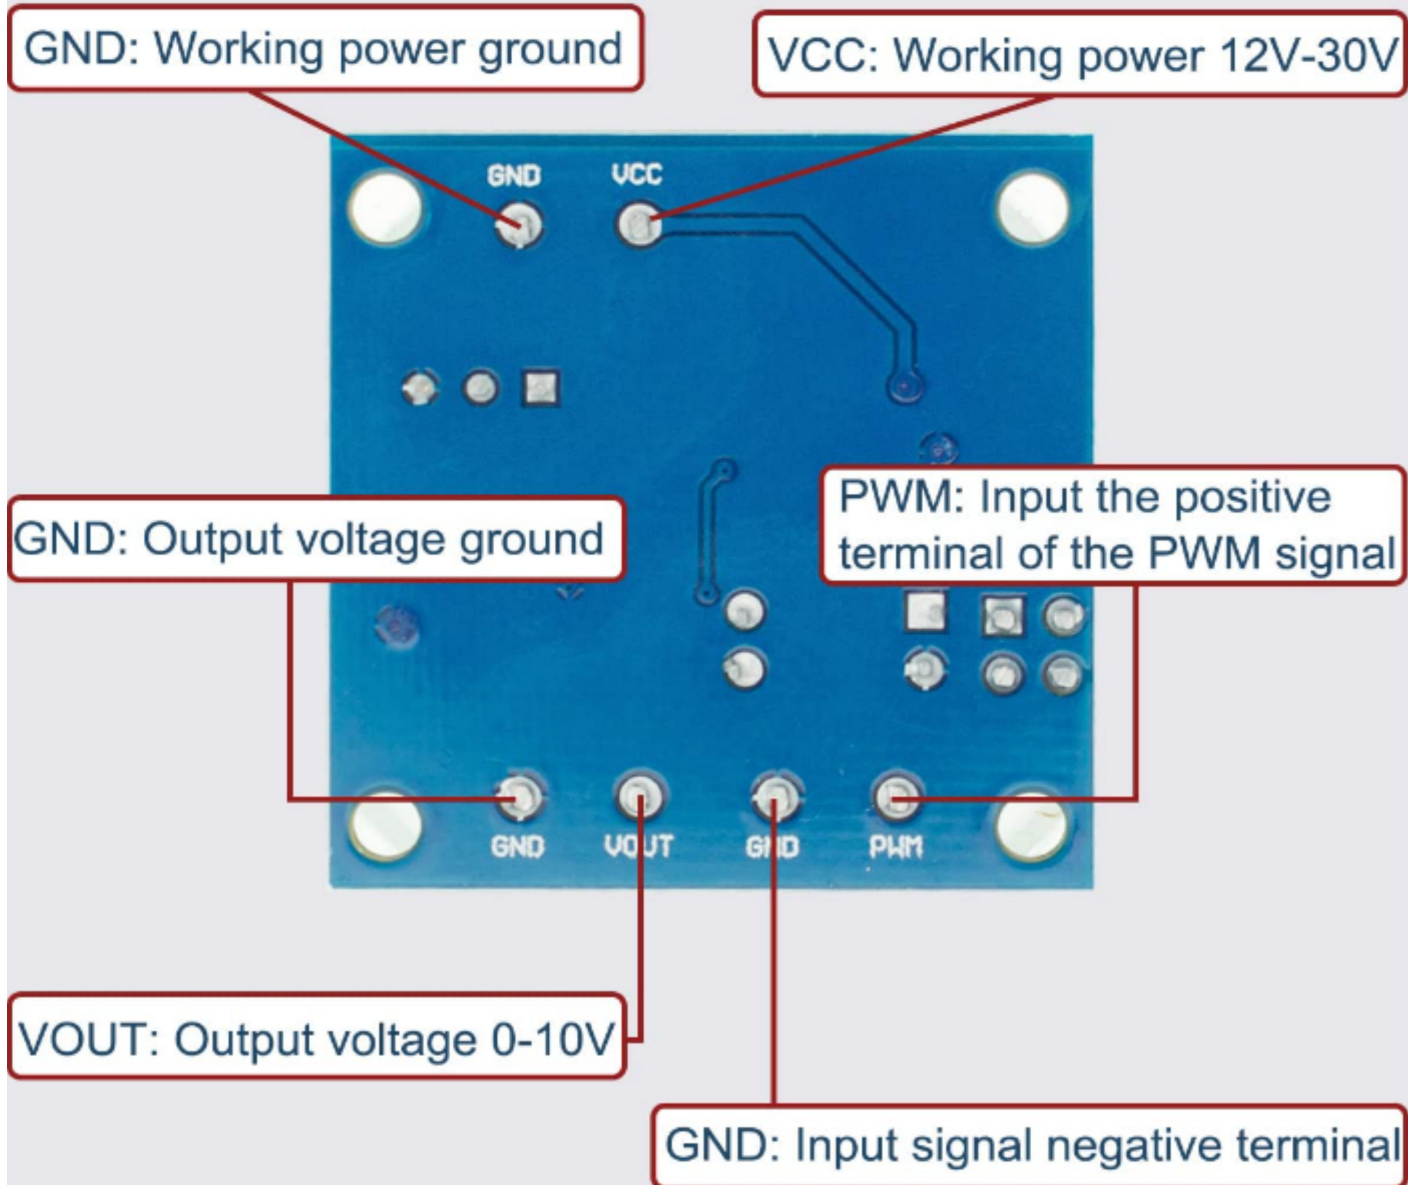 GND: Working power ground
VCC: Working power 12V-30V
GND VCC
GND: Output voltage ground
PWM: Input the positive
terminal of the PWM signal
GND VOUT GND PWM
VOUT: Output voltage 0-10V
GND: Input signal negative terminal